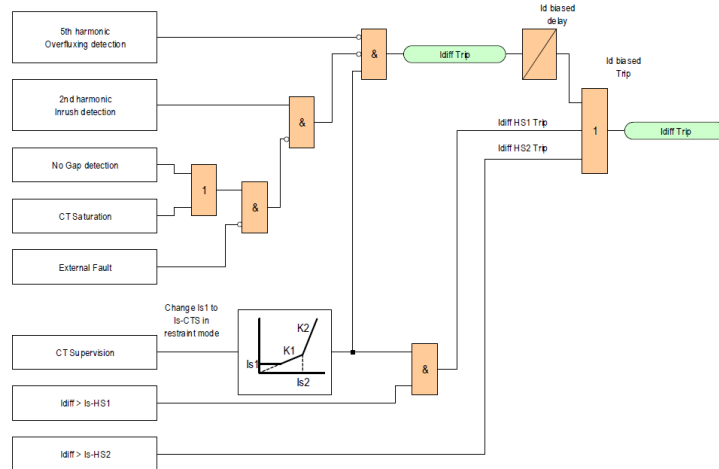 5th harmonic
Overfluxing detection
&
Idiff Trip
Id biased
delay
Id biased
Trip
2nd harmonic
Inrush detection
&
1
Idiff HS1 Trip
Idiff Trip
Idiff HS2 Trip
No Gap detection
1
CT Saturation
&
External Fault
Change Is1 to
Is-CTS in
restraint mode
K2
K1
Is1
Is2
CT Supervision
&
Idiff > Is-HS1
Idiff > Is-HS2